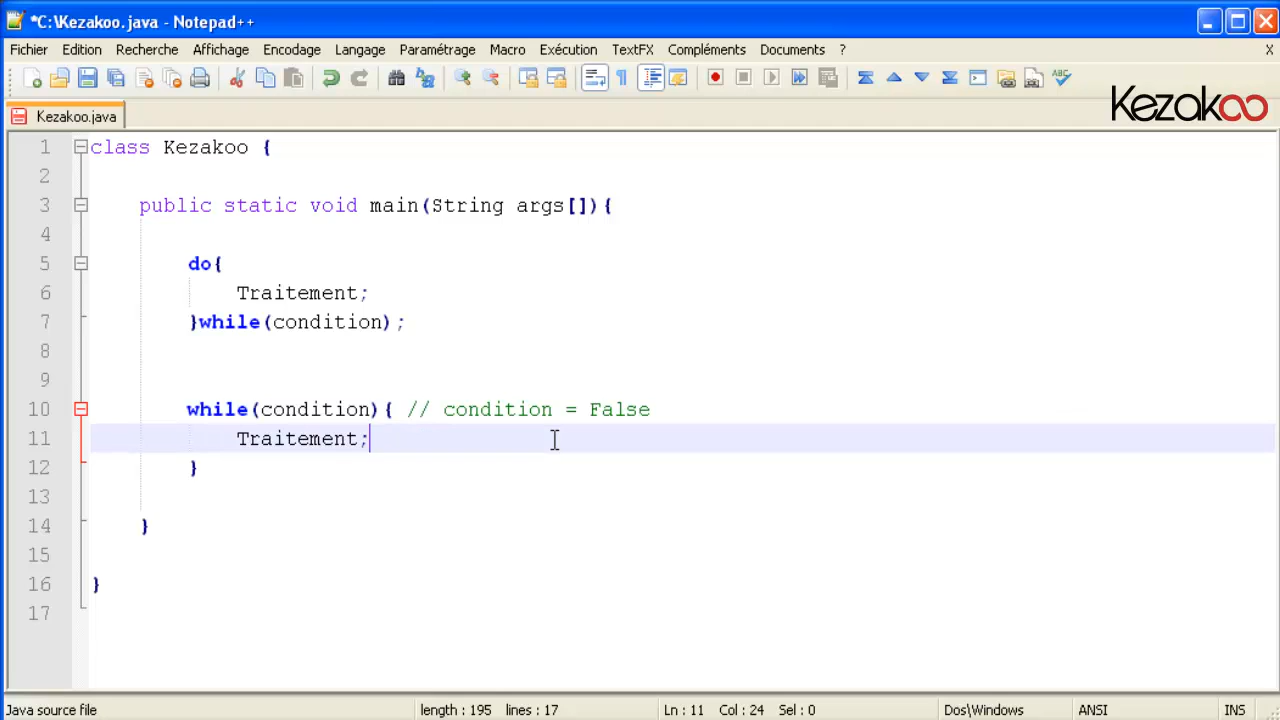 *C:\Kezakoo.java - Notepad++
Fichier Edition Recherche Affichage Encodage Langage Paramétrage Macro Exécution TextFX Compléments Documents ? X
Kezakoo
Kezakoo.java
1 class Kezakoo {
2
3 public static void main(String args[]){
4
5 do{
6 Traitement;
7 }while(condition);
8
9
10 while(condition){ // condition = False
11 Traitement;
12 }
13
14 }
15
16 }
17
Java source file length : 195 lines : 17 Ln : 11 Col : 24 Sel : 0 Dos\Windows ANSI INS